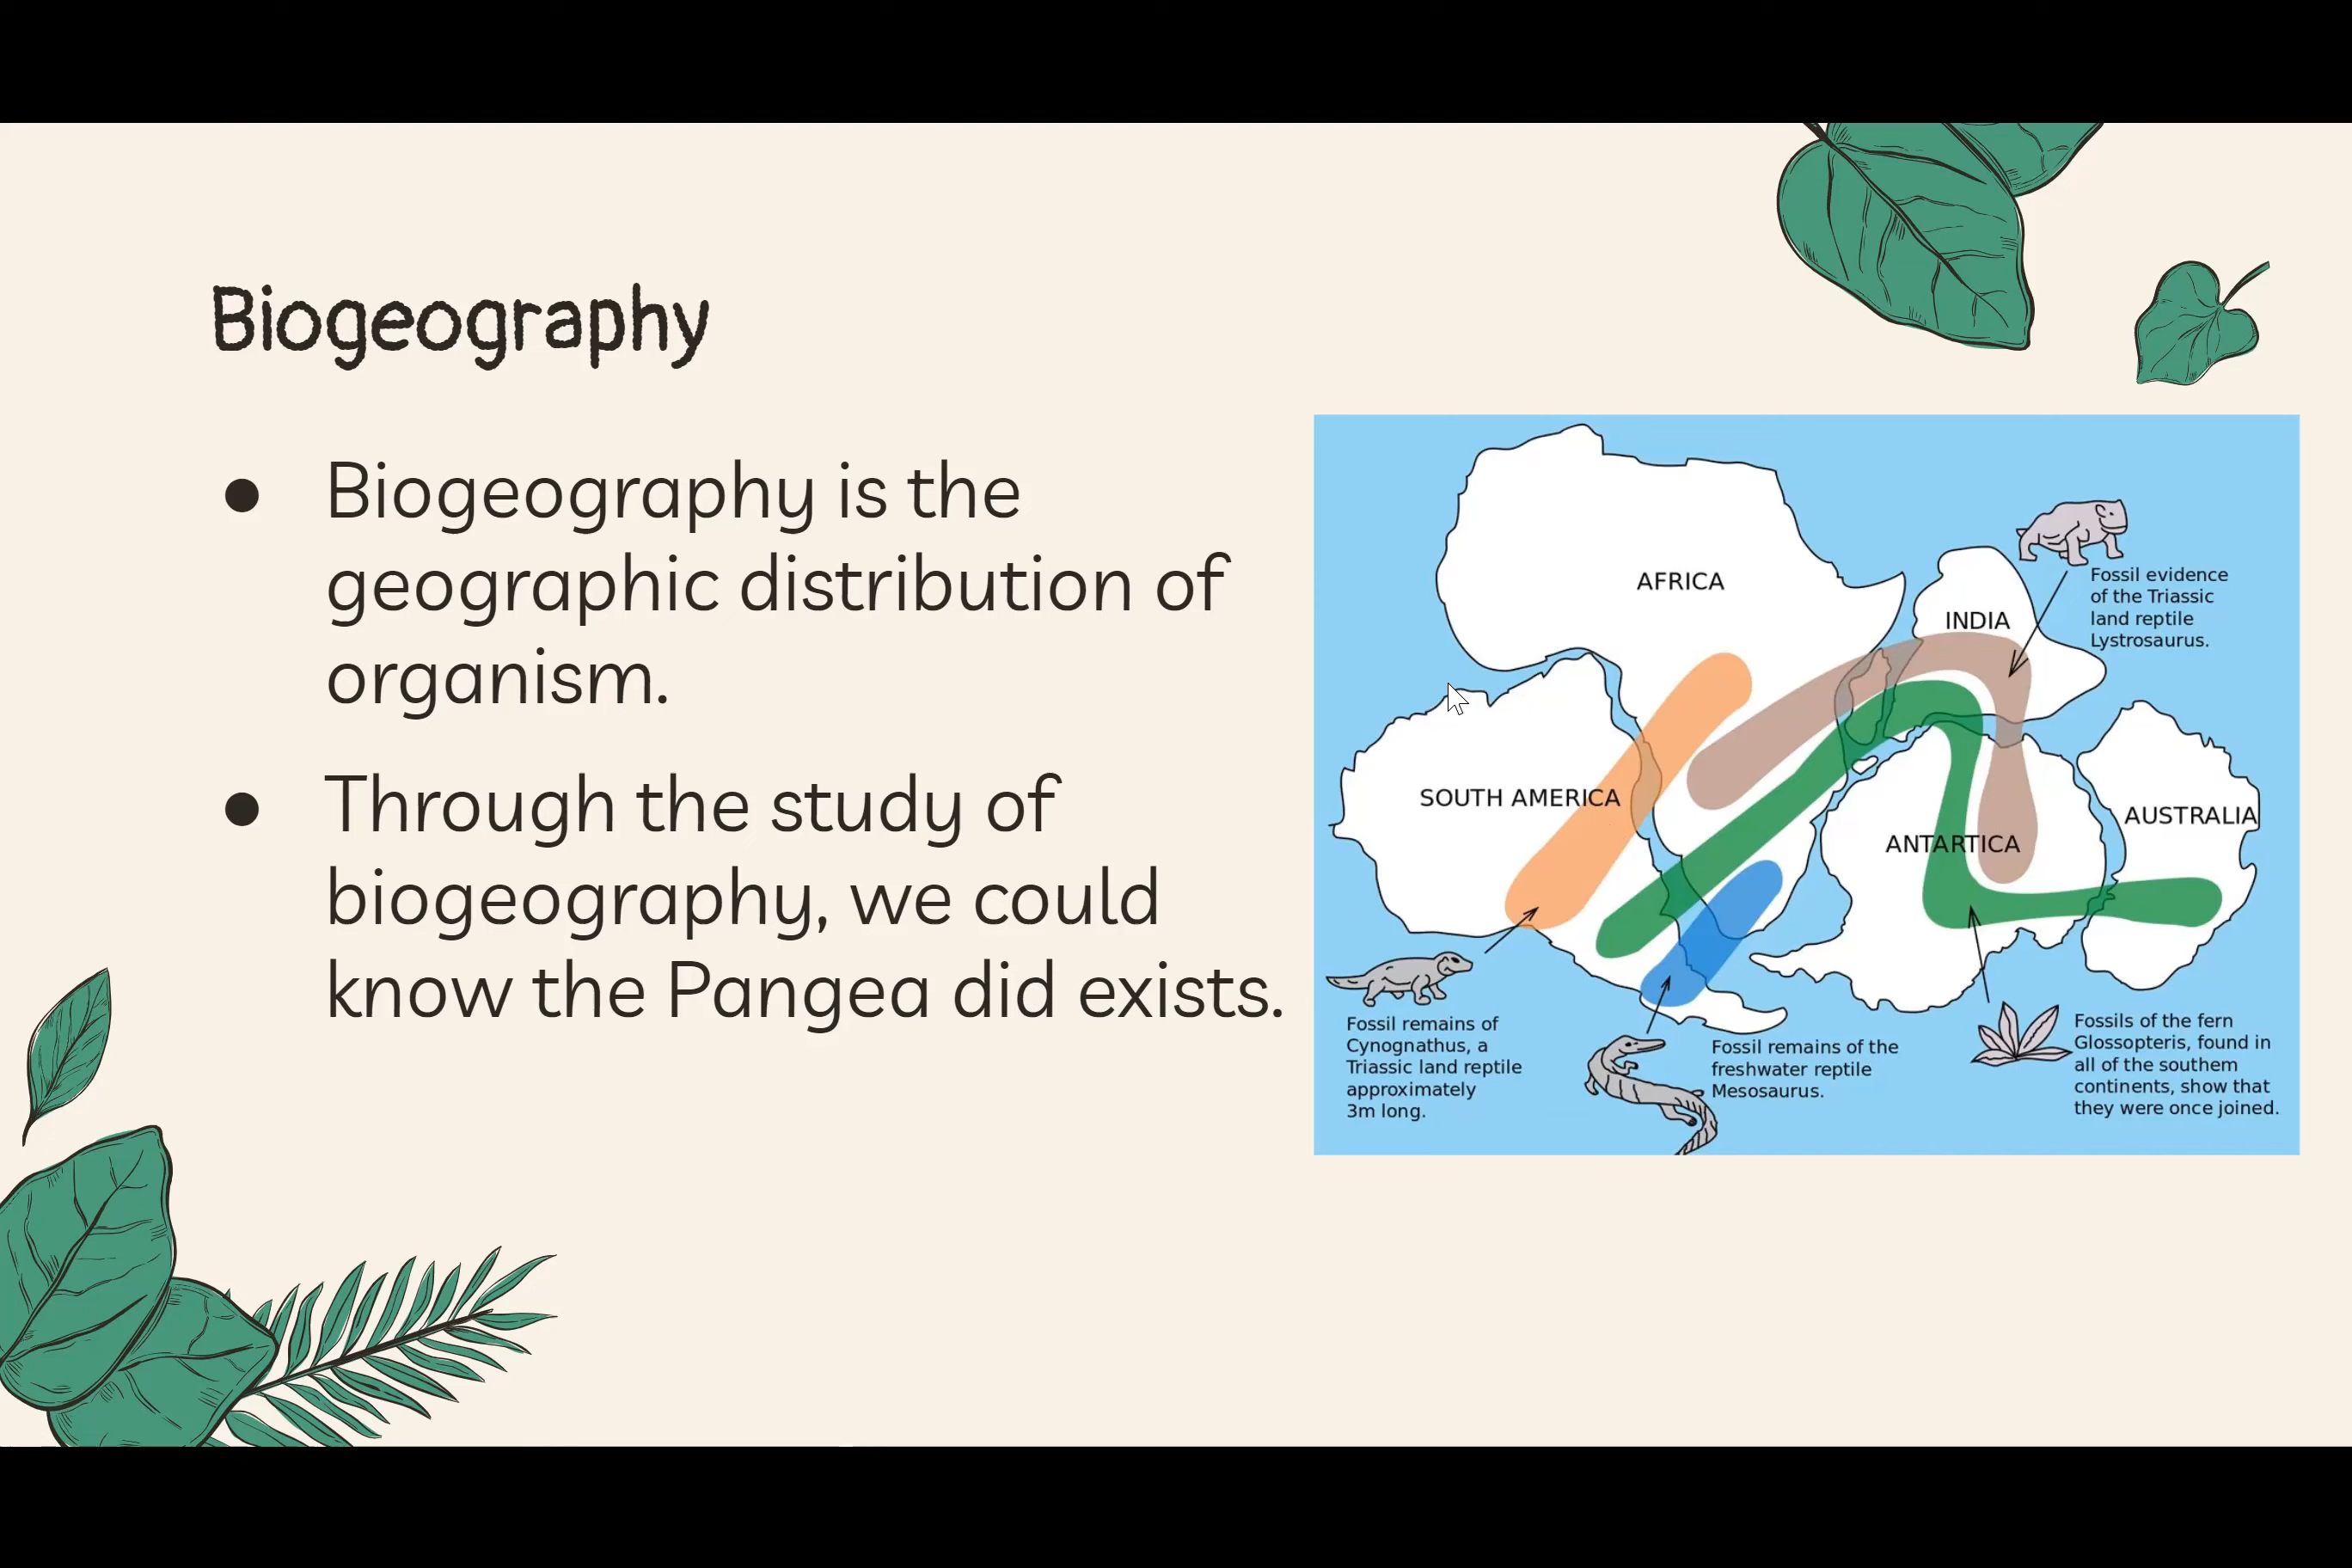 Biogeography
● Biogeography is the
geographic distribution of
organism.
● Through the study of
biogeography, we could
know the Pangea did exists.
AFRICA
INDIA
Fossil evidence
of the Triassic
land reptile
Lystrosaurus.
SOUTH AMERICA
ANTARTICA
AUSTRALIA
Fossil remains of
Cynognathus, a
Triassic land reptile
approximately
3m long.
Fossil remains of the
freshwater reptile
Mesosaurus.
Fossils of the fern
Glossopteris, found in
all of the southem
continents, show that
they were once joined.